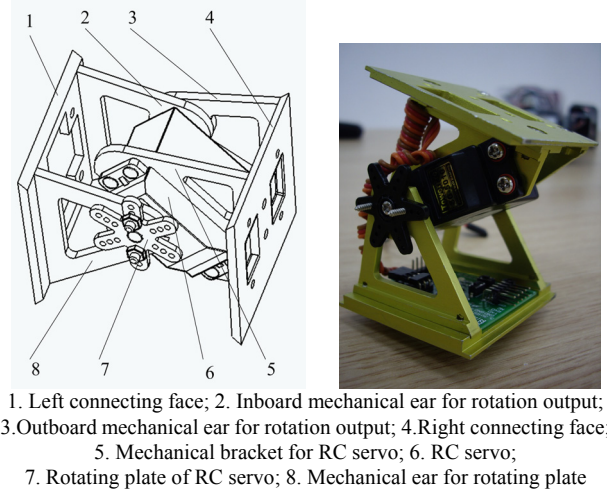 1 2 3 4
8 7 6 5
1. Left connecting face; 2. Inboard mechanical ear for rotation output;
3.Outboard mechanical ear for rotation output; 4.Right connecting face;
5. Mechanical bracket for RC servo; 6. RC servo;
7. Rotating plate of RC servo; 8. Mechanical ear for rotating plate